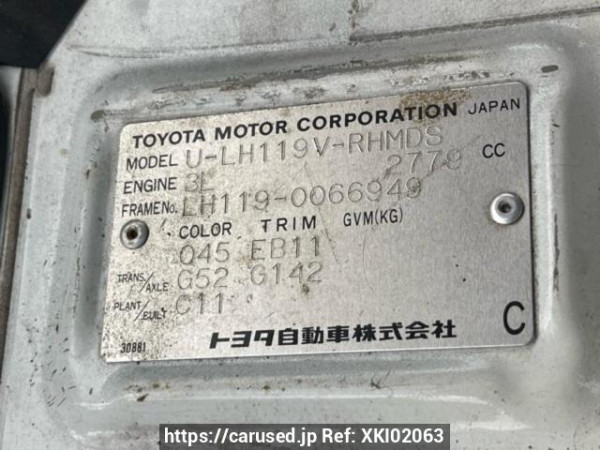 TOYOTA MOTOR CORPORATION JAPAN
MODEL U-LH119V-RHMDS
ENGINE 3L 2779 CC
FRAME No. LH119-0066949
COLOR TRIM GVM(KG)
045 EB11
TRANS/AXLE G52 G142
PLANT/BUILT C11
30881
トヨタ自動車株式会社 C
https://carused.jp Ref: XKI02063